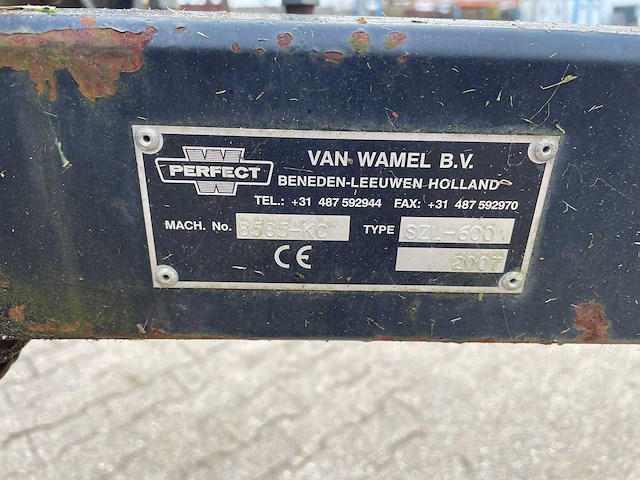 W
PERFECT
W
VAN WAMEL B.V.
BENEDEN-LEEUWEN HOLLAND
TEL.: +31 487 592944 FAX: +31 487 592970
MACH. No. 8585-KC TYPE SZL-600
CE 2007